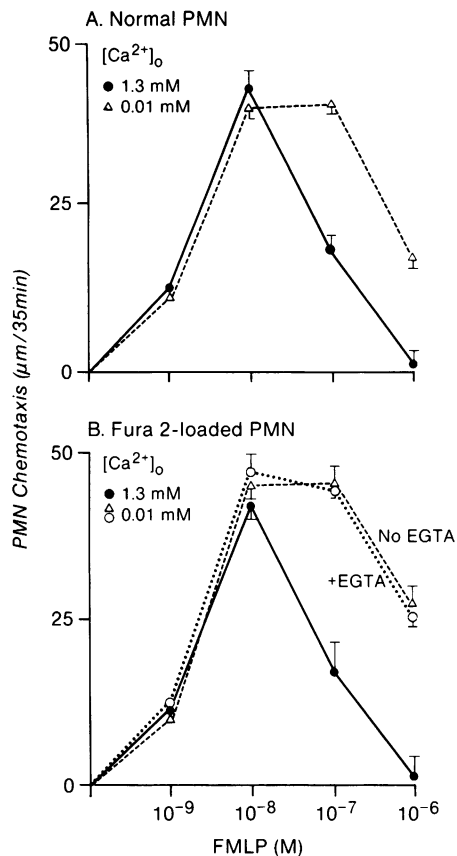 A. Normal PMN
50
[Ca²⁺]ₒ
● 1.3 mM
△ 0.01 mM
25
0
PMN Chemotaxis (μm/35min)
B. Fura 2-loaded PMN
50
[Ca²⁺]ₒ
● 1.3 mM
△
○ 0.01 mM
No EGTA
+EGTA
25
0
10⁻⁹ 10⁻⁸ 10⁻⁷ 10⁻⁶
FMLP (M)